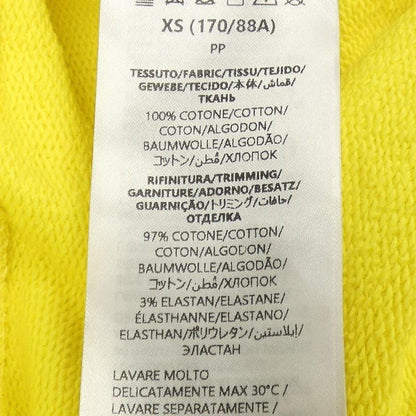 XS (170/88A)
PP
TESSUTO/FABRIC/TISSU/TEJIDO/
GEWEBE/TECIDO/本体/قماش/
ТКАНЬ
100% COTONE/COTTON/
COTON/ALGODON/
BAUMWOLLE/ALGODÃO/
コットン/قطن/ХЛОПОК
RIFINITURA/TRIMMING/
GARNITURE/ADORNO/BESATZ/
GUARNIÇÃO/トリミング/حافات/
ОТДЕЛКА
97% COTONE/COTTON/
COTON/ALGODON/
BAUMWOLLE/ALGODÃO/
コットン/قطن/ХЛОПОК
3% ELASTAN/ELASTANE/
ÉLASTHANNE/ELASTANO/
ELASTHAN/ポリウレタン/إيلاستين/
ЭЛАСТАН
LAVARE MOLTO
DELICATAMENTE MAX 30°C/
LAVARE SEPARATAMENTE/